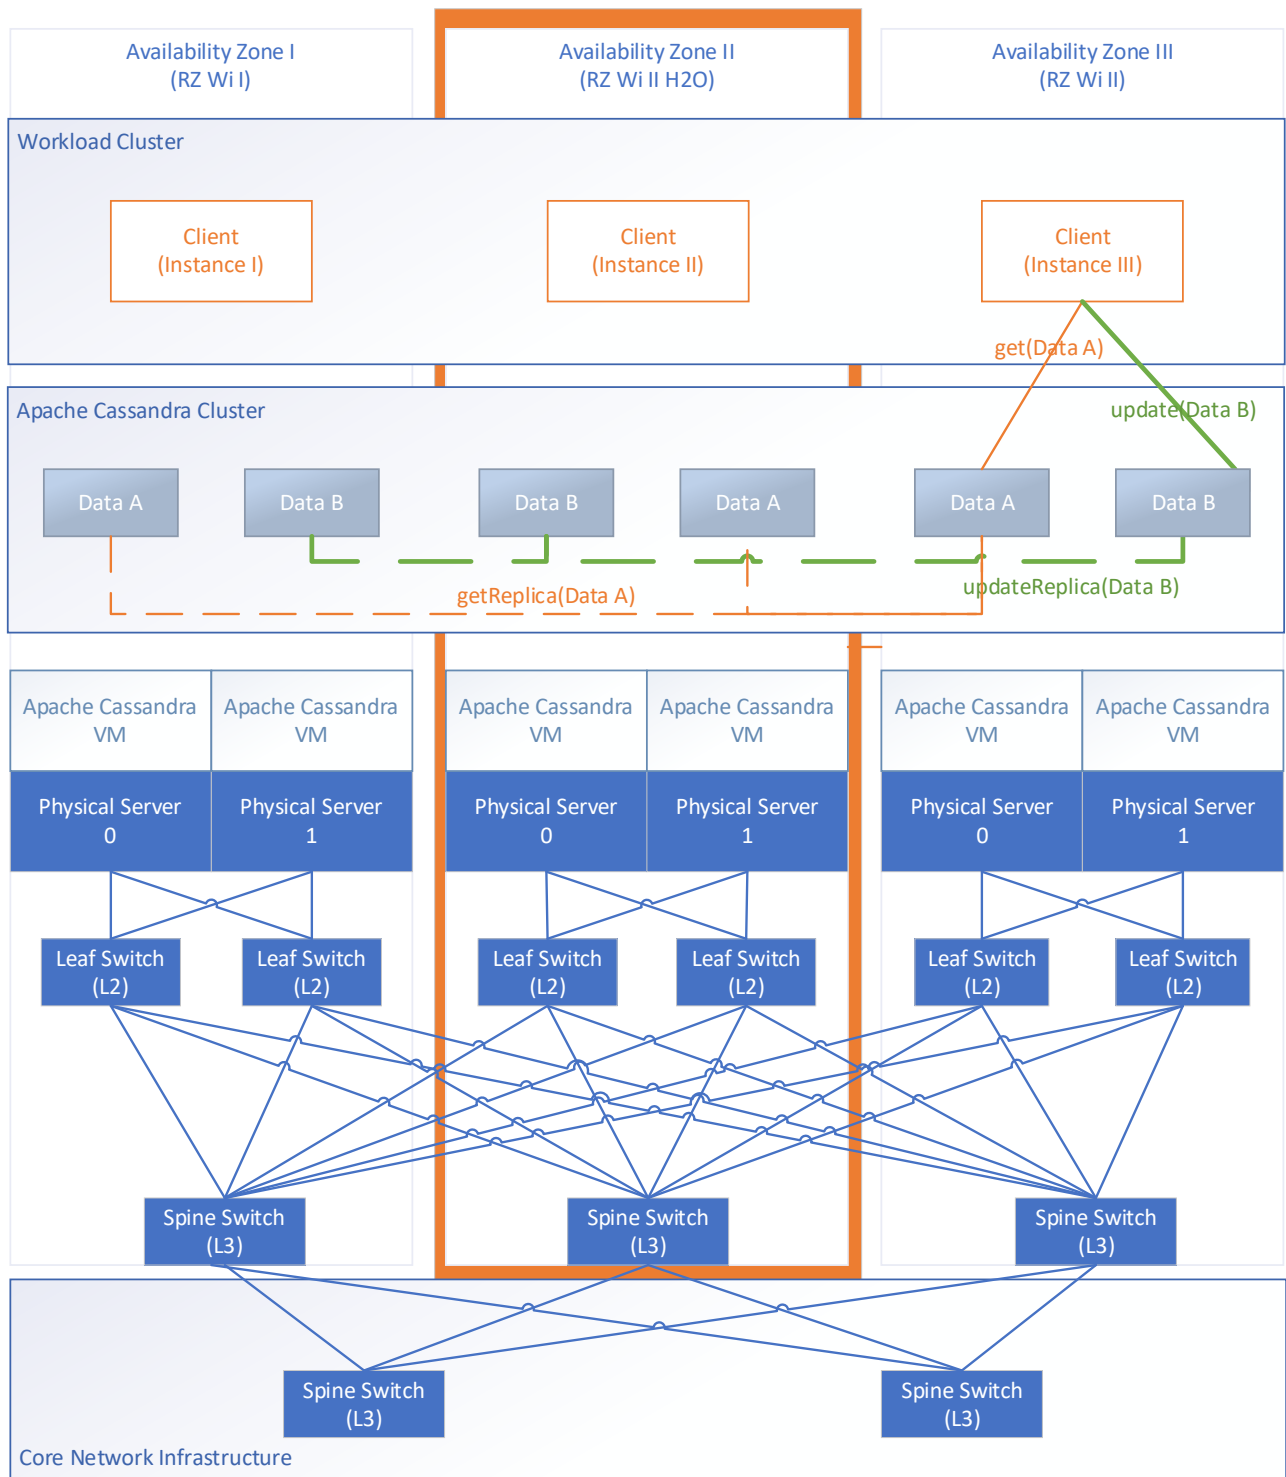 Availability Zone I
(RZ Wi I)
Availability Zone II
(RZ Wi II H2O)
Availability Zone III
(RZ Wi II)
Workload Cluster
Client
(Instance I)
Client
(Instance II)
Client
(Instance III)
get(Data A)
Apache Cassandra Cluster
update(Data B)
Data A
Data B
Data B
Data A
Data A
Data B
getReplica(Data A)
updateReplica(Data B)
Apache Cassandra
VM
Apache Cassandra
VM
Apache Cassandra
VM
Apache Cassandra
VM
Apache Cassandra
VM
Apache Cassandra
VM
Physical Server
0
Physical Server
1
Physical Server
0
Physical Server
1
Physical Server
0
Physical Server
1
Leaf Switch
(L2)
Leaf Switch
(L2)
Leaf Switch
(L2)
Leaf Switch
(L2)
Leaf Switch
(L2)
Leaf Switch
(L2)
Spine Switch
(L3)
Spine Switch
(L3)
Spine Switch
(L3)
Spine Switch
(L3)
Spine Switch
(L3)
Core Network Infrastructure